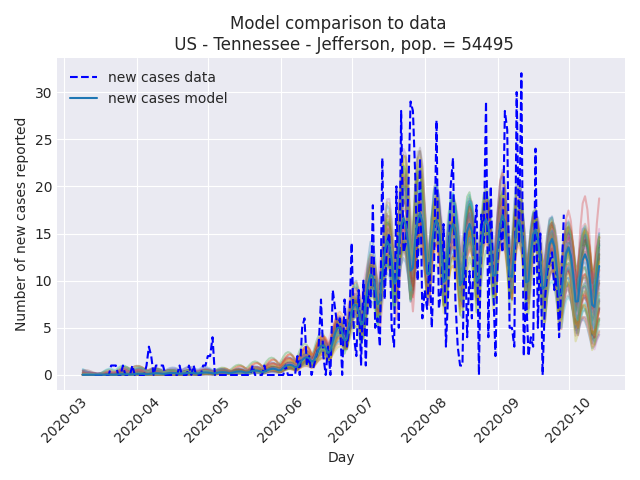 Model comparison to data
US - Tennessee - Jefferson, pop. = 54495
new cases data
new cases model
Number of new cases reported
30
25
20
15
10
5
0
2020-03
2020-04
2020-05
2020-06
2020-07
2020-08
2020-09
2020-10
Day